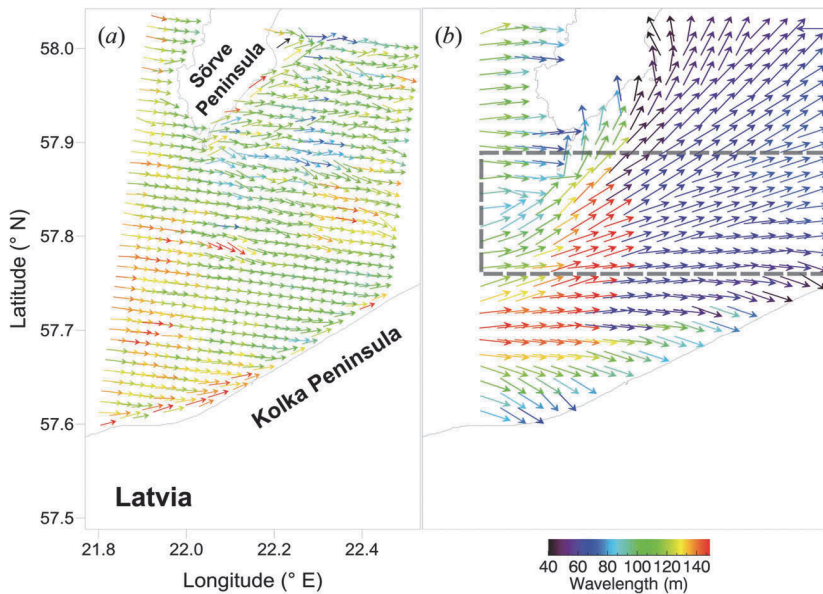 (a)
(b)
Sõrve
Peninsula
Kolka Peninsula
Latvia
58.0
57.9
57.8
57.7
57.6
57.5
Latitude (° N)
21.8 22.0 22.2 22.4
Longitude (° E)
40 60 80 100 120 140
Wavelength (m)